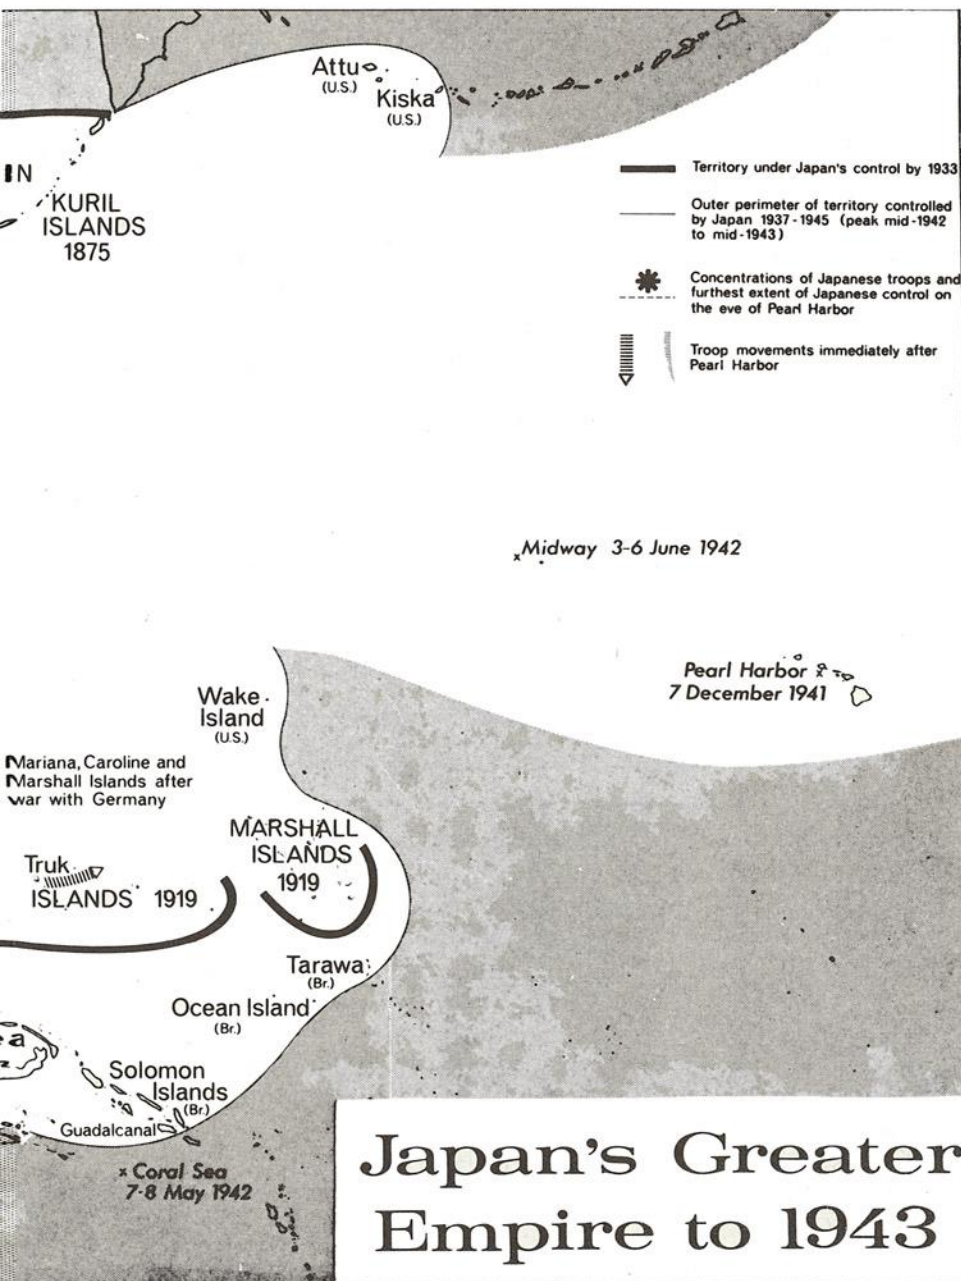 Attu
(U.S.)
Kiska
(U.S.)
IN
KURIL
ISLANDS
1875
Territory under Japan's control by 1933
Outer perimeter of territory controlled
by Japan 1937-1945 (peak mid-1942
to mid-1943)
Concentrations of Japanese troops and
furthest extent of Japanese control on
the eve of Pearl Harbor
Troop movements immediately after
Pearl Harbor
x Midway 3-6 June 1942
Pearl Harbor x
7 December 1941
Wake
Island
(U.S.)
Mariana, Caroline and
Marshall Islands after
war with Germany
MARSHALL
ISLANDS
1919
Truk
ISLANDS 1919
Tarawa
(Br.)
Ocean Island
(Br.)
ea
Solomon
Islands
(Br.)
Guadalcanal
x Coral Sea
7-8 May 1942
Japan's Greater
Empire to 1943